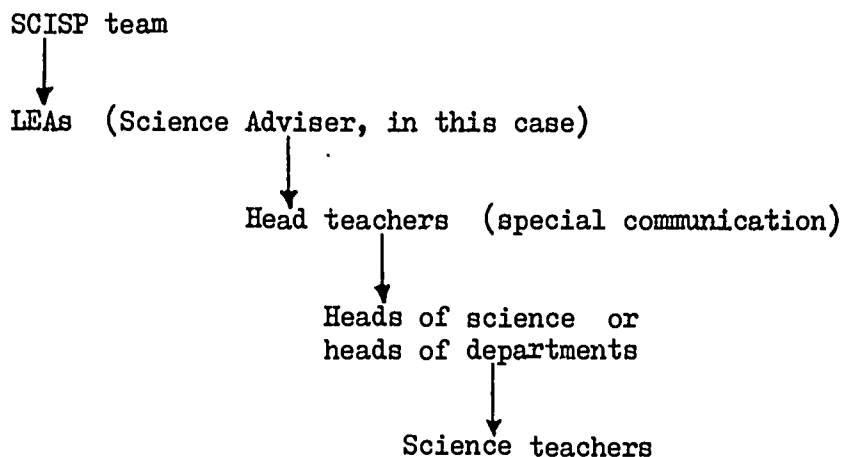 SCISP team
LEAs (Science Adviser, in this case)
Head teachers (special communication)
Heads of science or
heads of departments
Science teachers